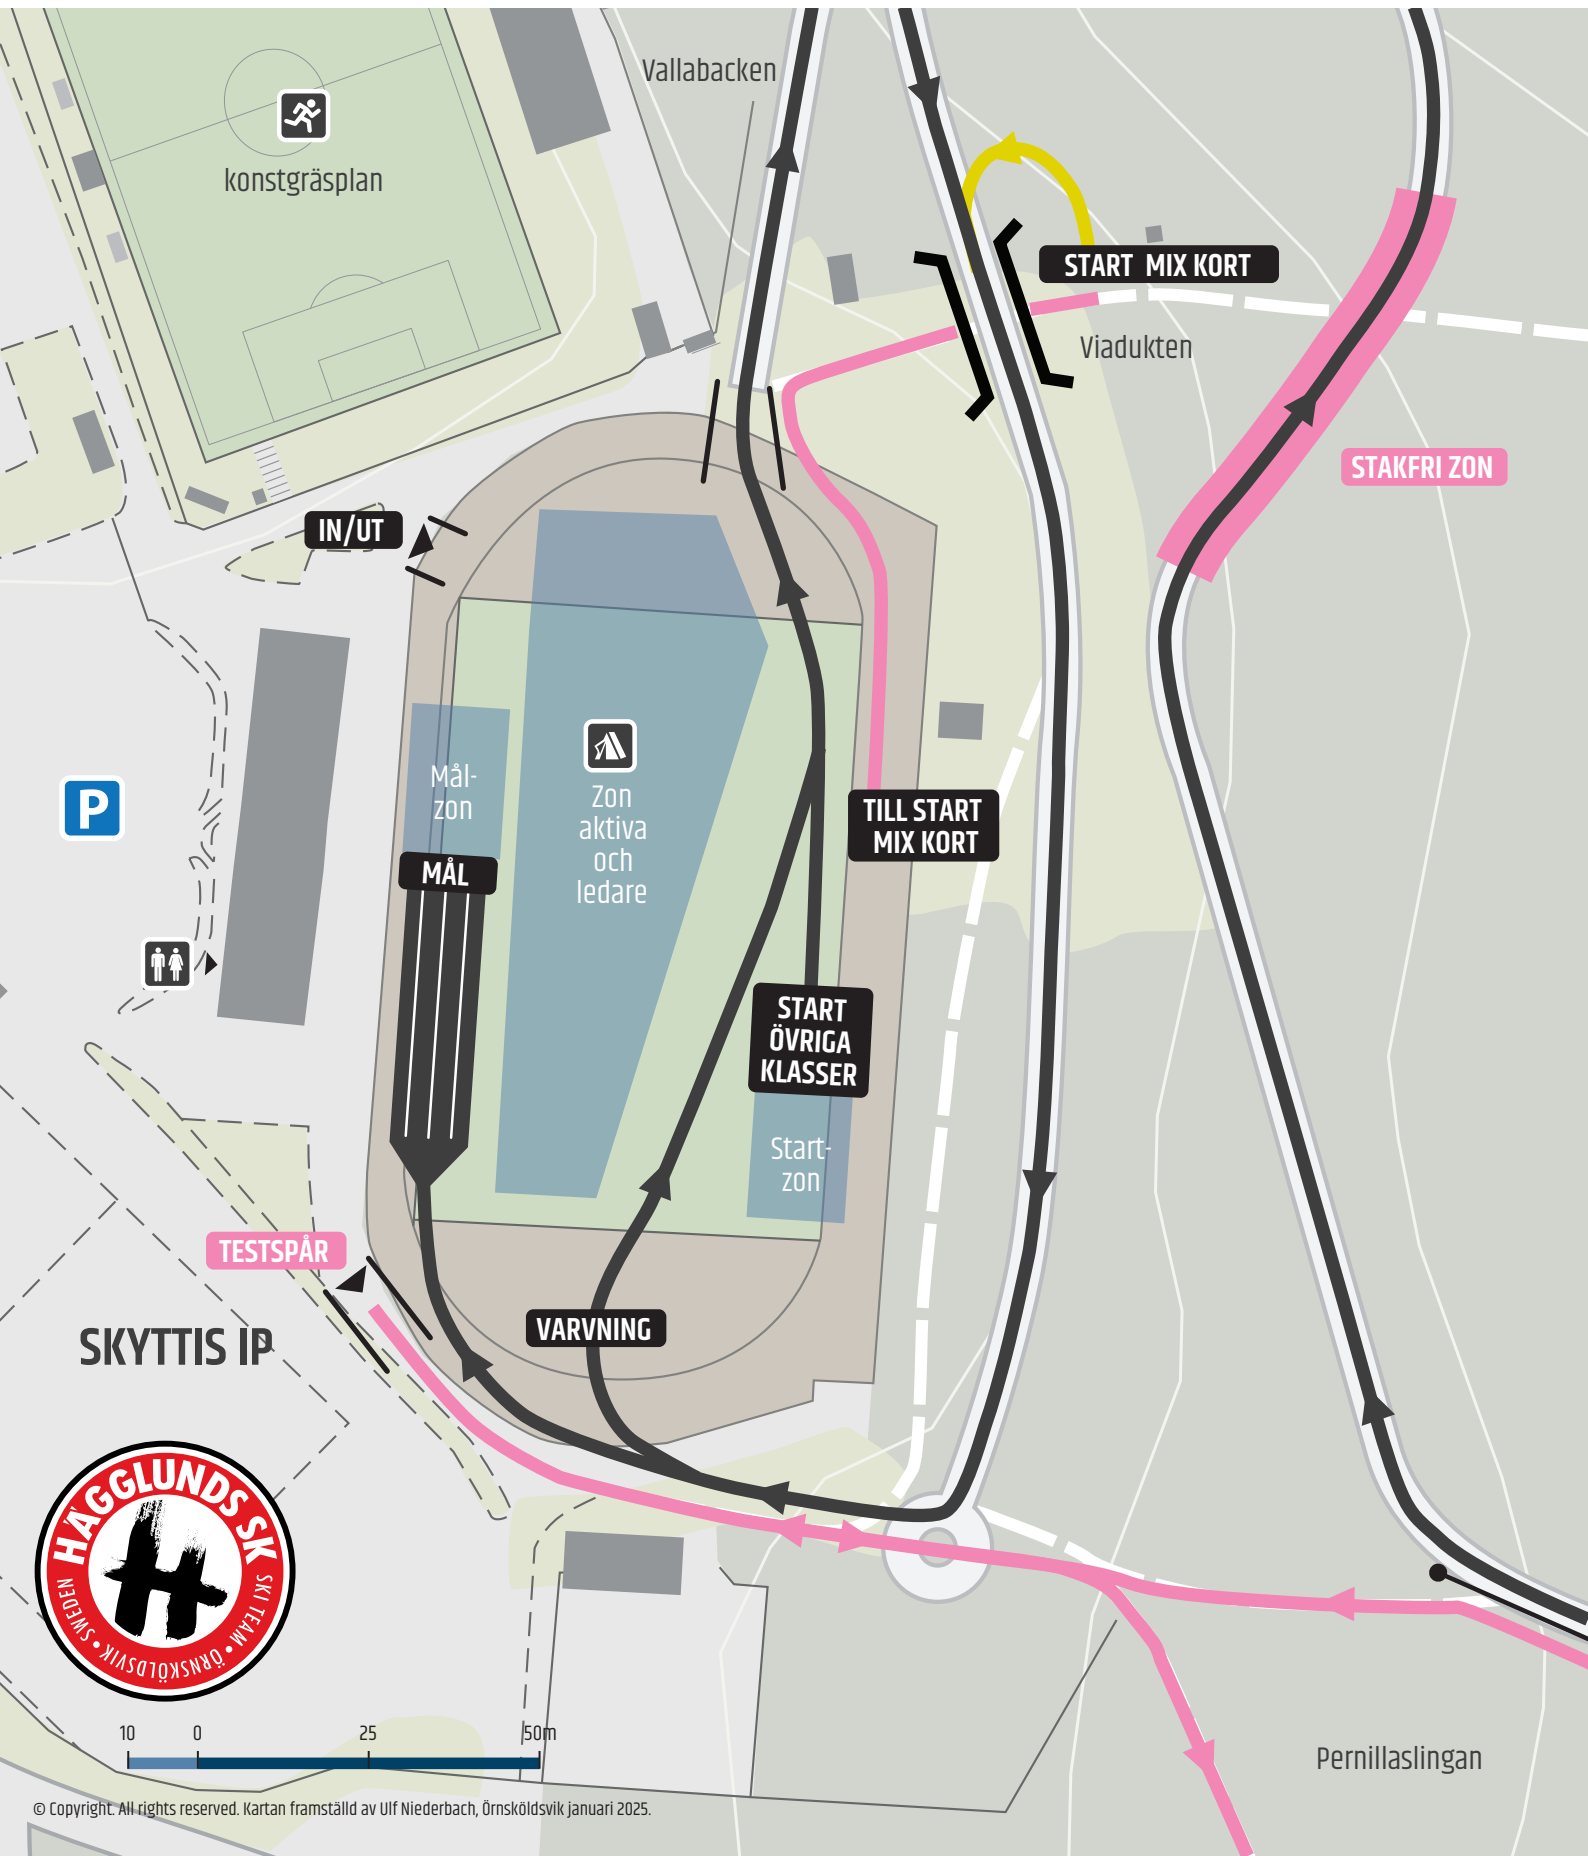 Vallabacken
konstgräsplan
START MIX KORT
Viadukten
STAKFRI ZON
IN/UT
Mål-
zon
Zon
aktiva
och
ledare
P
TILL START
MIX KORT
MÅL
START
ÖVRIGA
KLASSER
Start-
zon
TESTSPÅR
VARVNING
SKYTTIS IP
HÄGGLUNDS SK
H
SKI TEAM • ÖRNSKÖLDSVIK • SWEDEN
10 0 25 50m
Pernillaslingan
© Copyright. All rights reserved. Kartan framställd av Ulf Niederbach, Örnsköldsvik januari 2025.